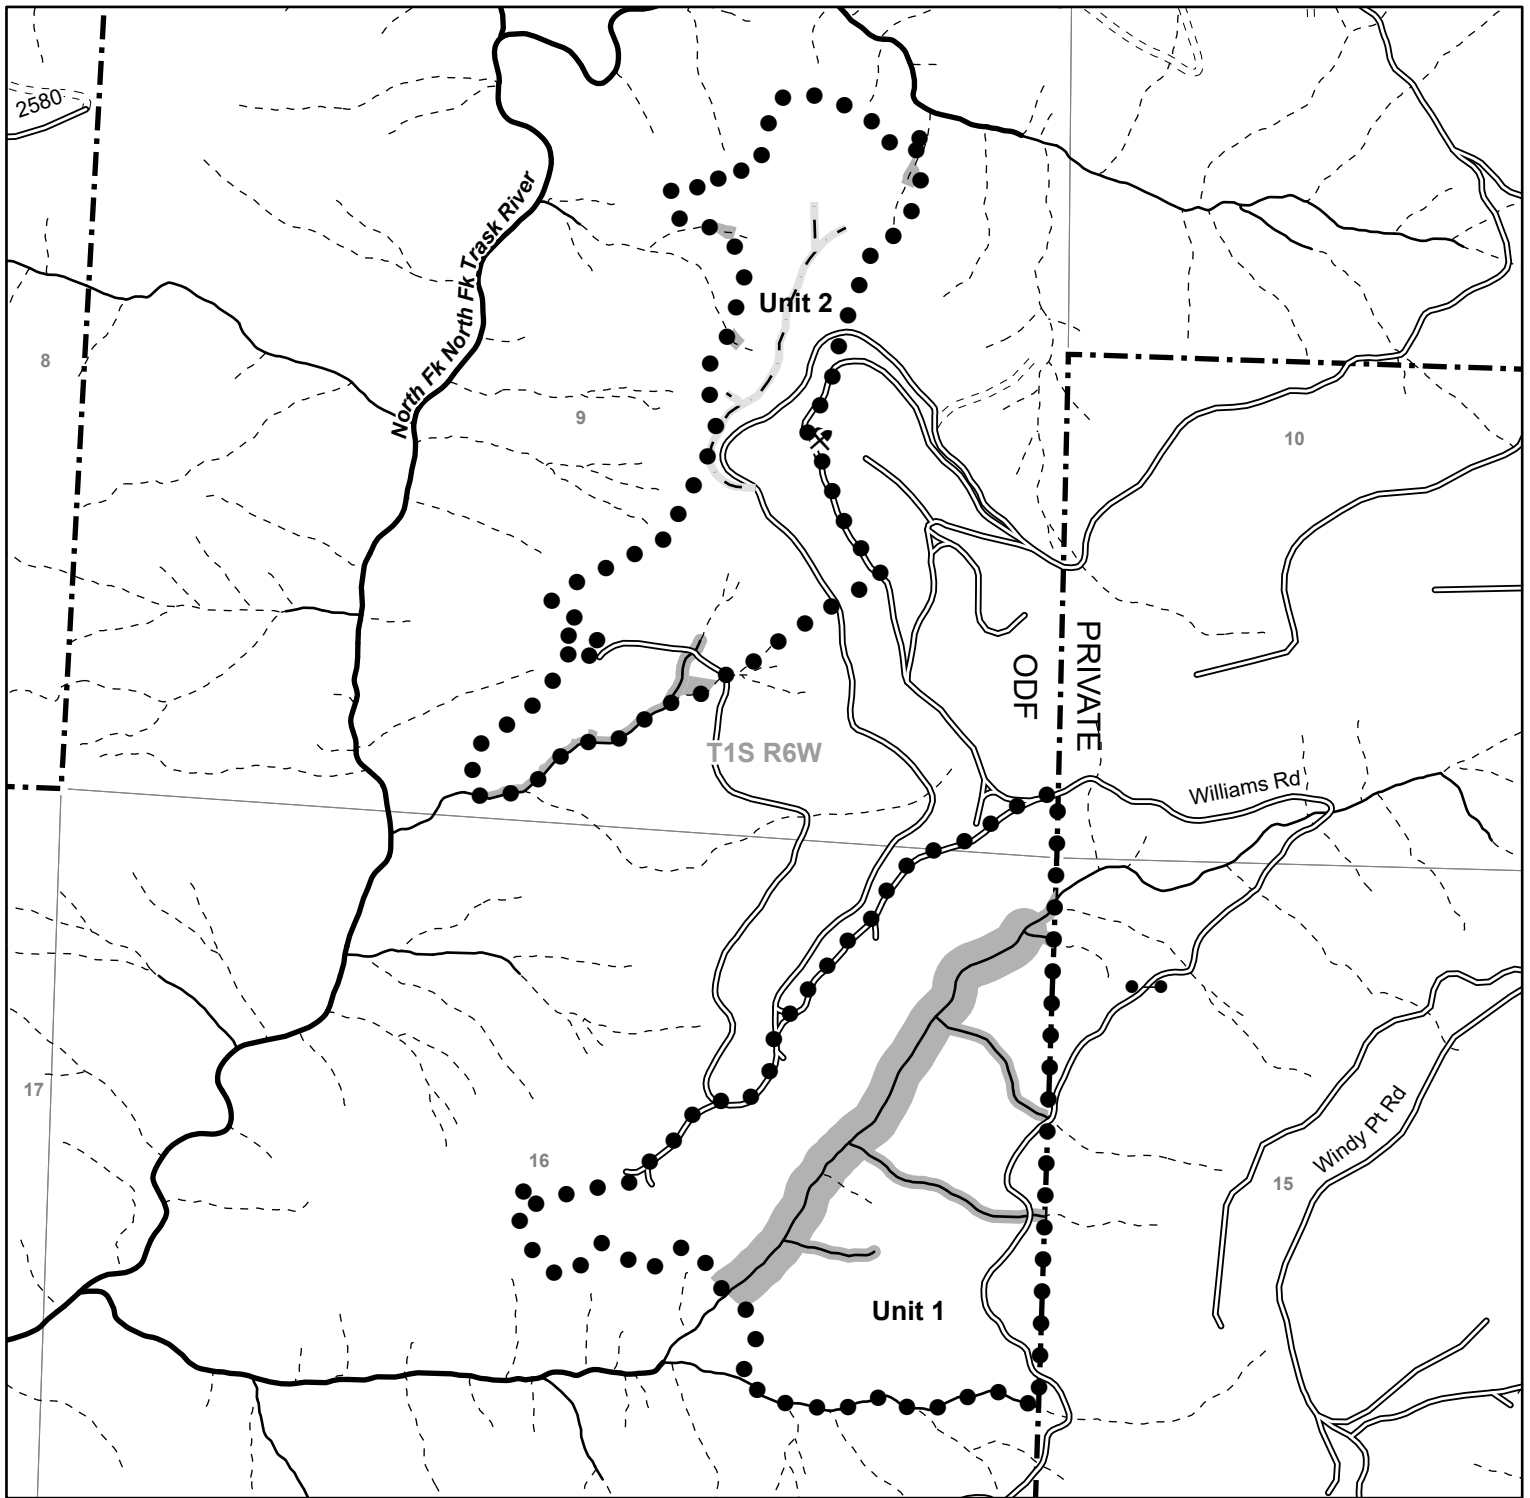 2580
North Fk North Fk Trask River
Unit 2
8
9
10
PRIVATE
ODF
T1S R6W
Williams Rd
17
16
15
Windy Pt Rd
Unit 1